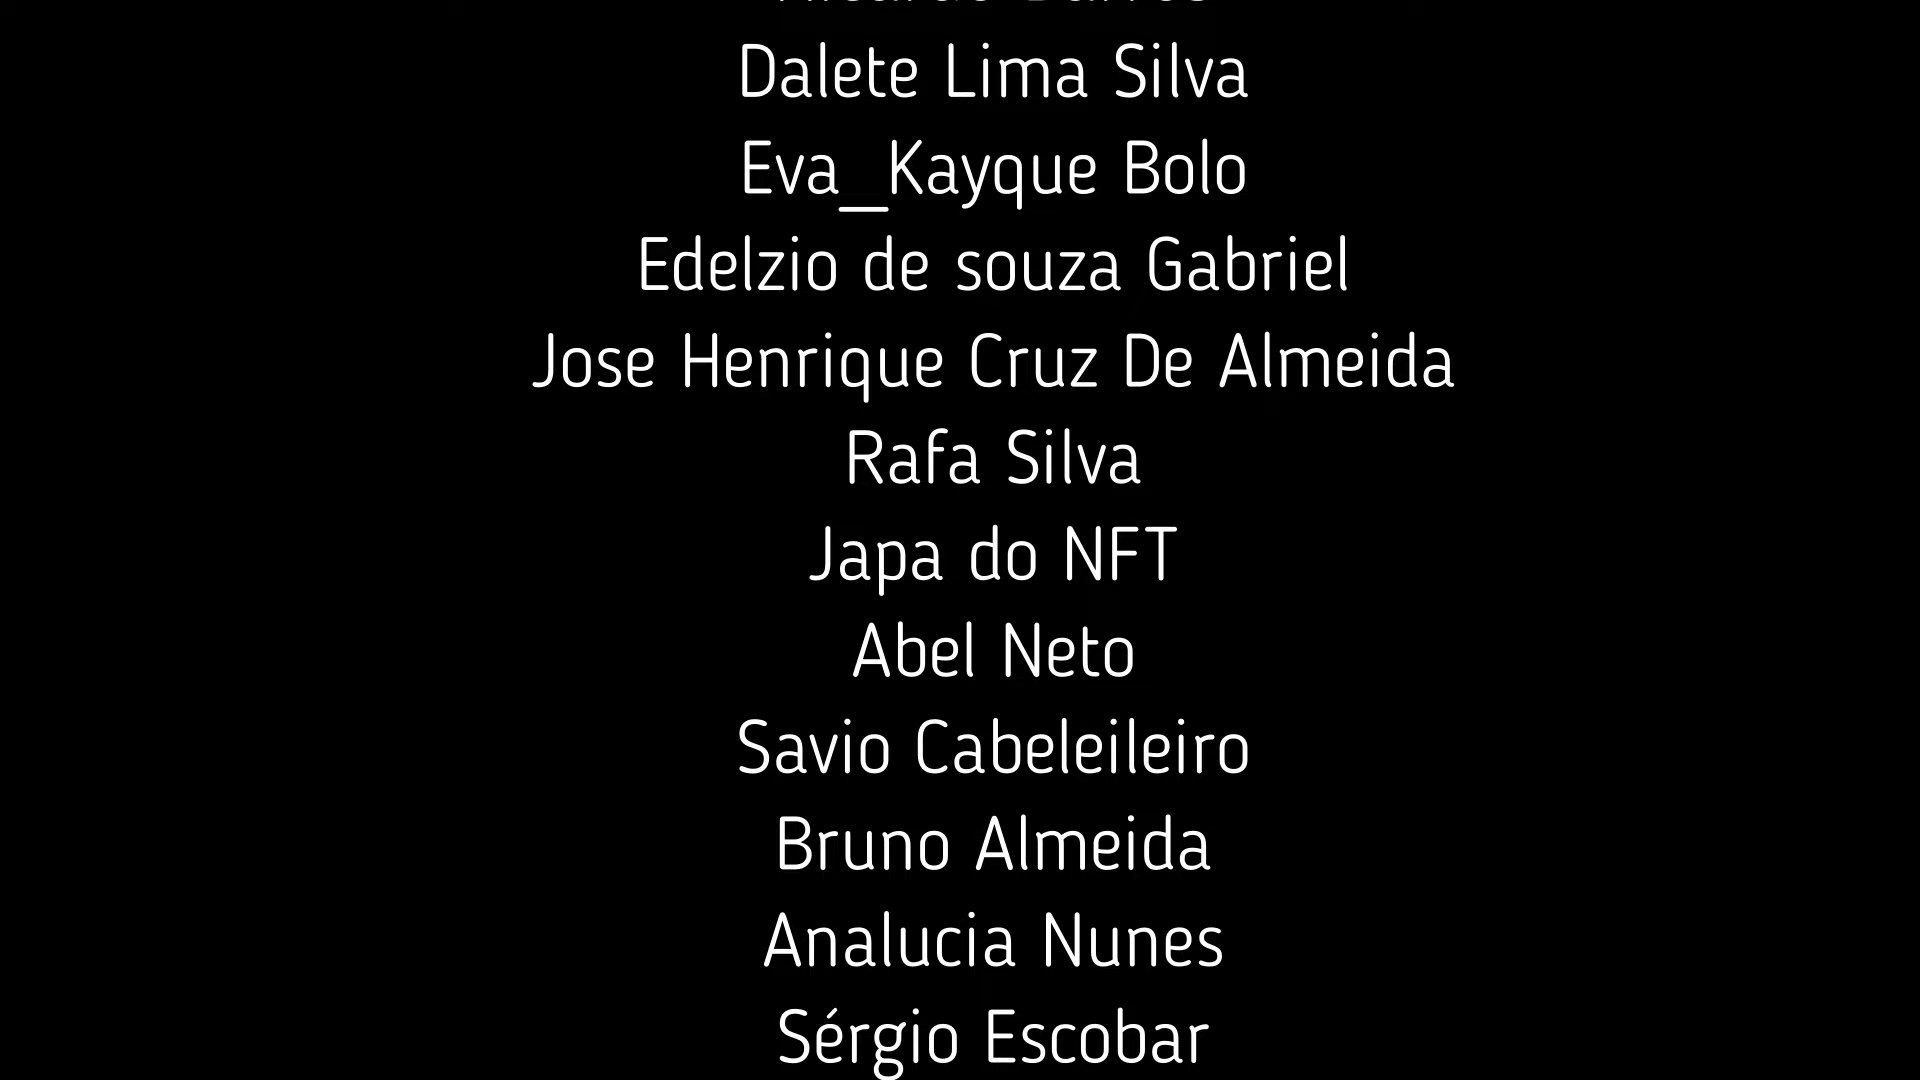 Dalete Lima Silva
Eva_Kayque Bolo
Edelzio de souza Gabriel
Jose Henrique Cruz De Almeida
Rafa Silva
Japa do NFT
Abel Neto
Savio Cabeleileiro
Bruno Almeida
Analucia Nunes
Sérgio Escobar